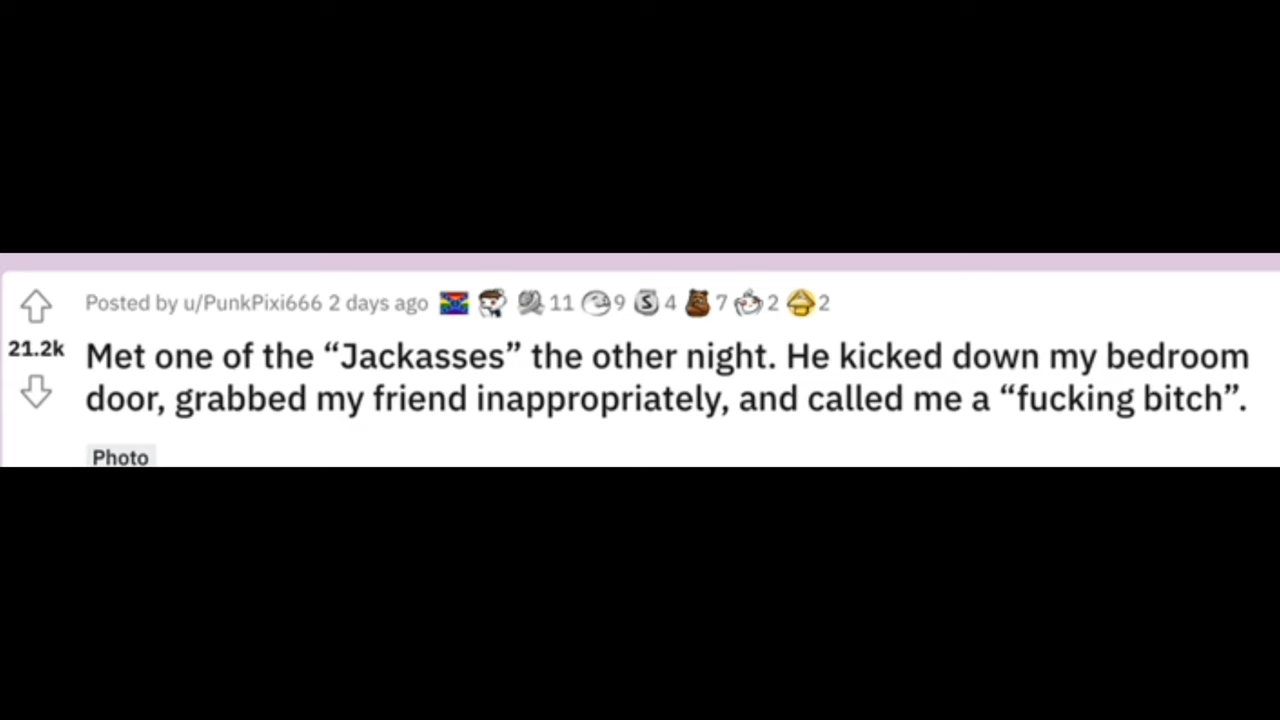 Posted by u/PunkPixi666 2 days ago 11 9 4 7 2 2
21.2k
Met one of the “Jackasses” the other night. He kicked down my bedroom
door, grabbed my friend inappropriately, and called me a “fucking bitch”.
Photo